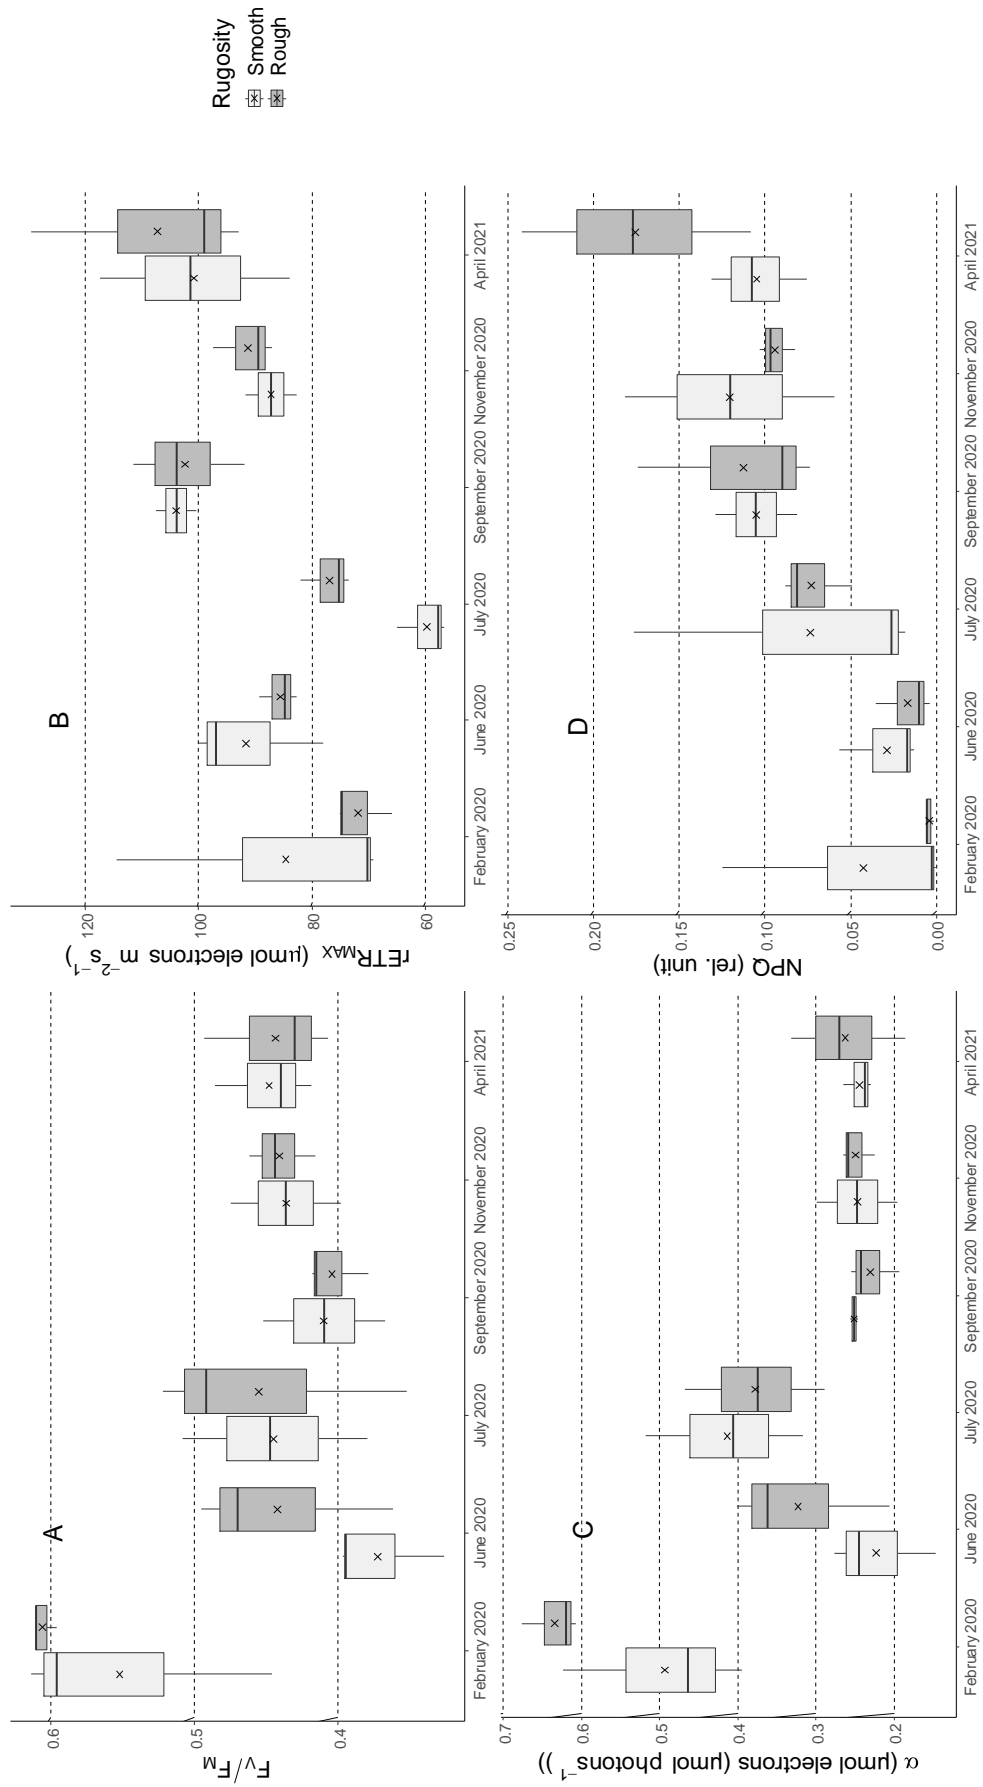 A
F_V/F_M
0.6
0.5
0.4
February 2020
June 2020
July 2020
September 2020
November 2020
April 2021
B
rETR_MAX (μmol electrons m⁻²s⁻¹)
120
100
80
60
February 2020
June 2020
July 2020
September 2020
November 2020
April 2021
Rugosity
Smooth
Rough
C
α (μmol electrons (μmol photons⁻¹))
0.7
0.6
0.5
0.4
0.3
0.2
February 2020
June 2020
July 2020
September 2020
November 2020
April 2021
D
NPQ (rel. unit)
0.25
0.20
0.15
0.10
0.05
0.00
February 2020
June 2020
July 2020
September 2020
November 2020
April 2021